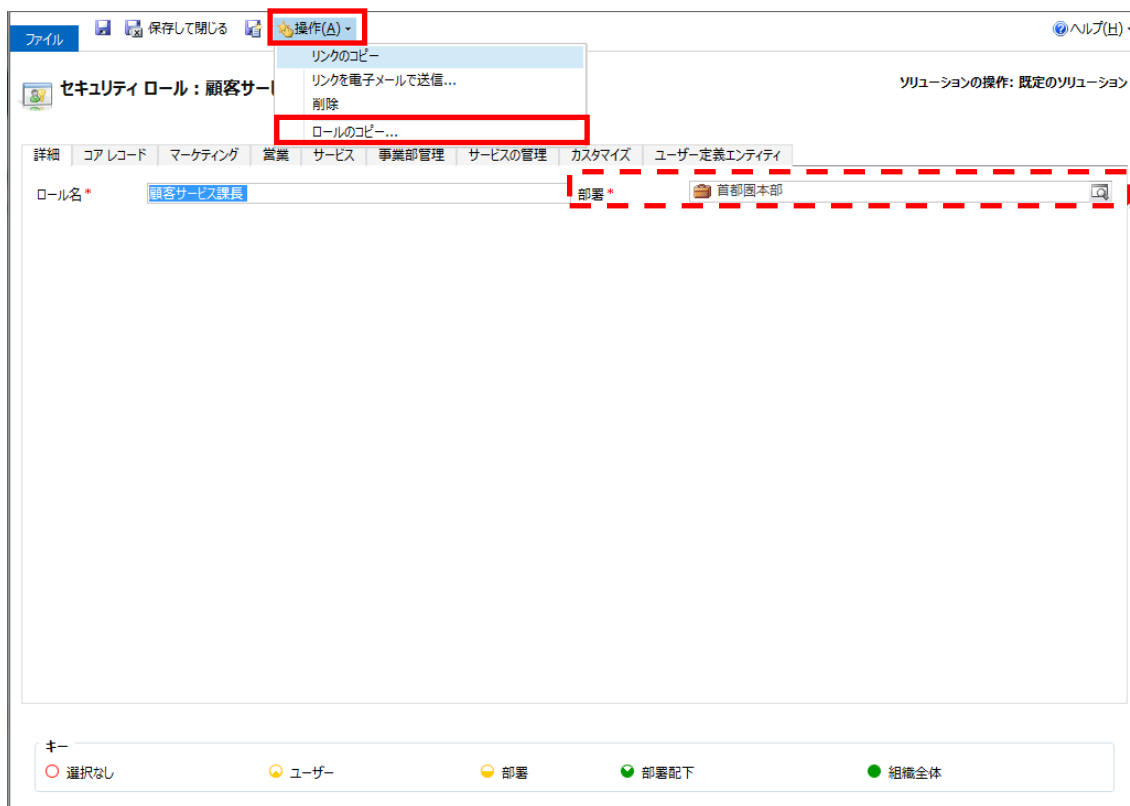 ファイル
保存して閉じる
操作(A)
ヘルプ(H)
リンクのコピー
リンクを電子メールで送信...
削除
ロールのコピー...
セキュリティ ロール : 顧客サー
ソリューションの操作: 既定のソリューション
詳細 コア レコード マーケティング 営業 サービス 事業部管理 サービスの管理 カスタマイズ ユーザー定義エンティティ
ロール名* 顧客サービス課長 部署* 首都圏本部
キー
選択なし ユーザー 部署 部署配下 組織全体